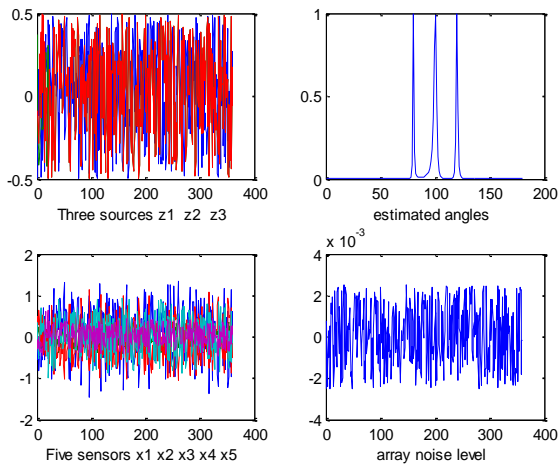 0.5
0
-0.5
0 100 200 300 400
Three sources z1 z2 z3
1
0.5
0
0 50 100 150 200
estimated angles
2
1
0
-1
-2
0 100 200 300 400
Five sensors x1 x2 x3 x4 x5
x 10^-3
4
2
0
-2
-4
0 100 200 300 400
array noise level